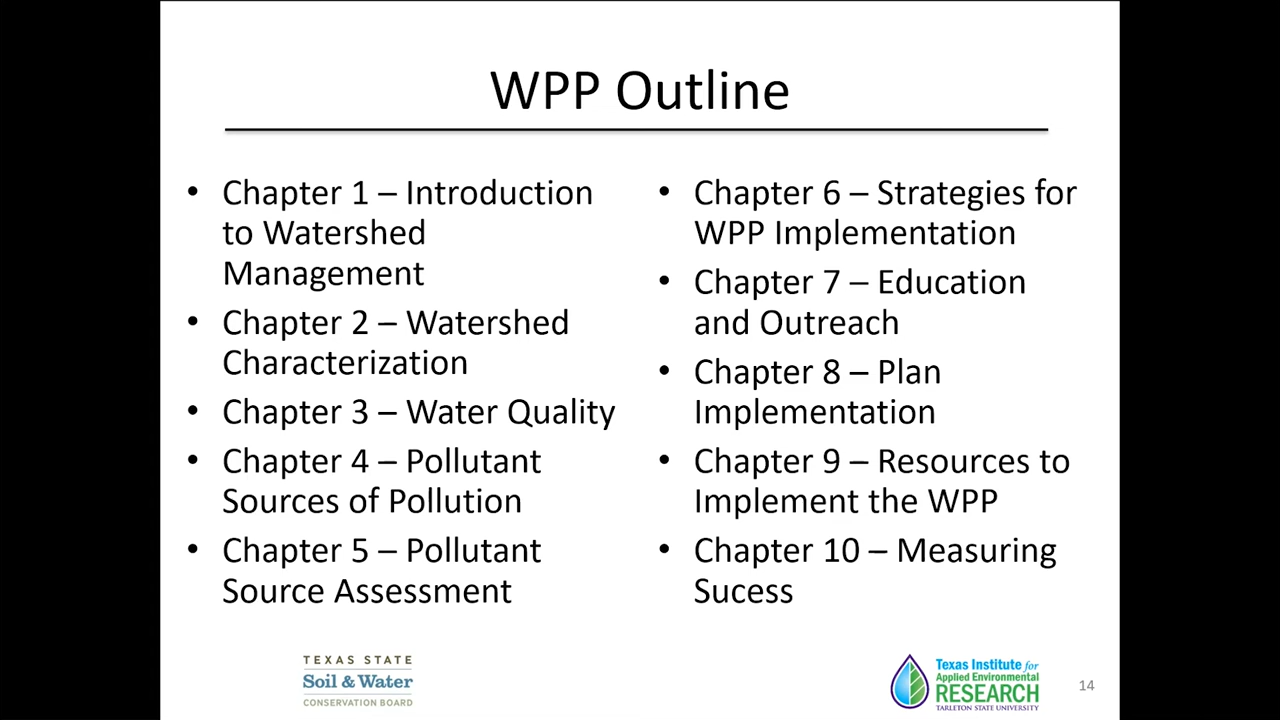 WPP Outline
• Chapter 1 – Introduction
to Watershed
Management
• Chapter 2 – Watershed
Characterization
• Chapter 3 – Water Quality
• Chapter 4 – Pollutant
Sources of Pollution
• Chapter 5 – Pollutant
Source Assessment
• Chapter 6 – Strategies for
WPP Implementation
• Chapter 7 – Education
and Outreach
• Chapter 8 – Plan
Implementation
• Chapter 9 – Resources to
Implement the WPP
• Chapter 10 – Measuring
Sucess
TEXAS STATE
Soil & Water
CONSERVATION BOARD
Texas Institute for
Applied Environmental
RESEARCH
TARLETON STATE UNIVERSITY
14